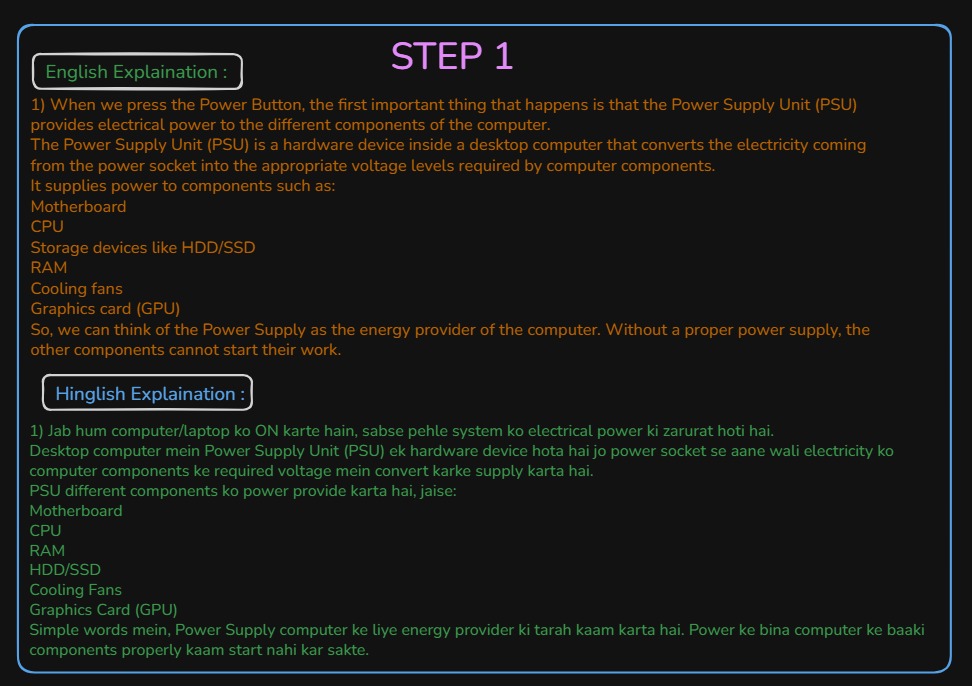 STEP 1
English Explaination :
1) When we press the Power Button, the first important thing that happens is that the Power Supply Unit (PSU)
provides electrical power to the different components of the computer.
The Power Supply Unit (PSU) is a hardware device inside a desktop computer that converts the electricity coming
from the power socket into the appropriate voltage levels required by computer components.
It supplies power to components such as:
Motherboard
CPU
Storage devices like HDD/SSD
RAM
Cooling fans
Graphics card (GPU)
So, we can think of the Power Supply as the energy provider of the computer. Without a proper power supply, the
other components cannot start their work.
Hinglish Explaination :
1) Jab hum computer/laptop ko ON karte hain, sabse pehle system ko electrical power ki zarurat hoti hai.
Desktop computer mein Power Supply Unit (PSU) ek hardware device hota hai jo power socket se aane wali electricity ko
computer components ke required voltage mein convert karke supply karta hai.
PSU different components ko power provide karta hai, jaise:
Motherboard
CPU
RAM
HDD/SSD
Cooling Fans
Graphics Card (GPU)
Simple words mein, Power Supply computer ke liye energy provider ki tarah kaam karta hai. Power ke bina computer ke baaki
components properly kaam start nahi kar sakte.